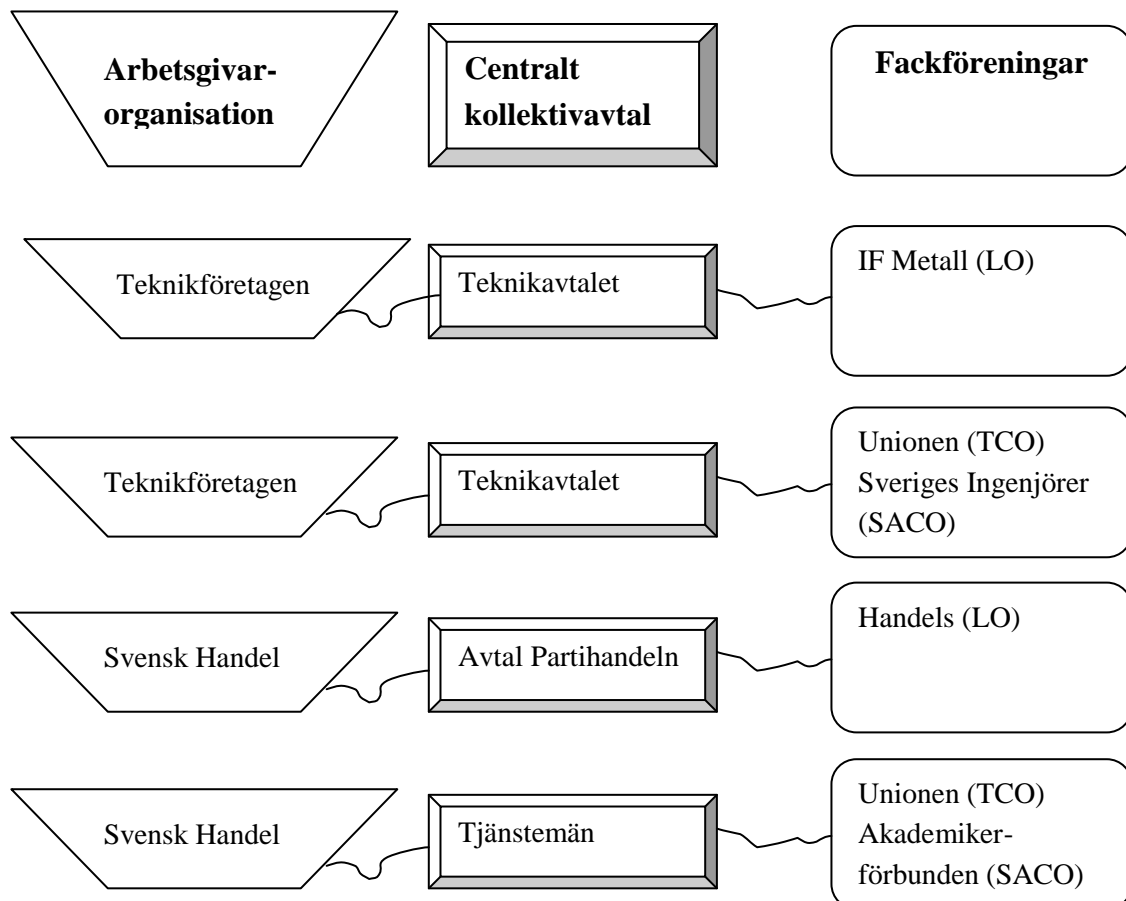 Arbetsgivar-
organisation
Centralt
kollektivavtal
Fackföreningar
Teknikföretagen
Teknikavtalet
IF Metall (LO)
Teknikföretagen
Teknikavtalet
Unionen (TCO)
Sveriges Ingenjörer
(SACO)
Svensk Handel
Avtal Partihandeln
Handels (LO)
Svensk Handel
Tjänstemän
Unionen (TCO)
Akademiker-
förbunden (SACO)